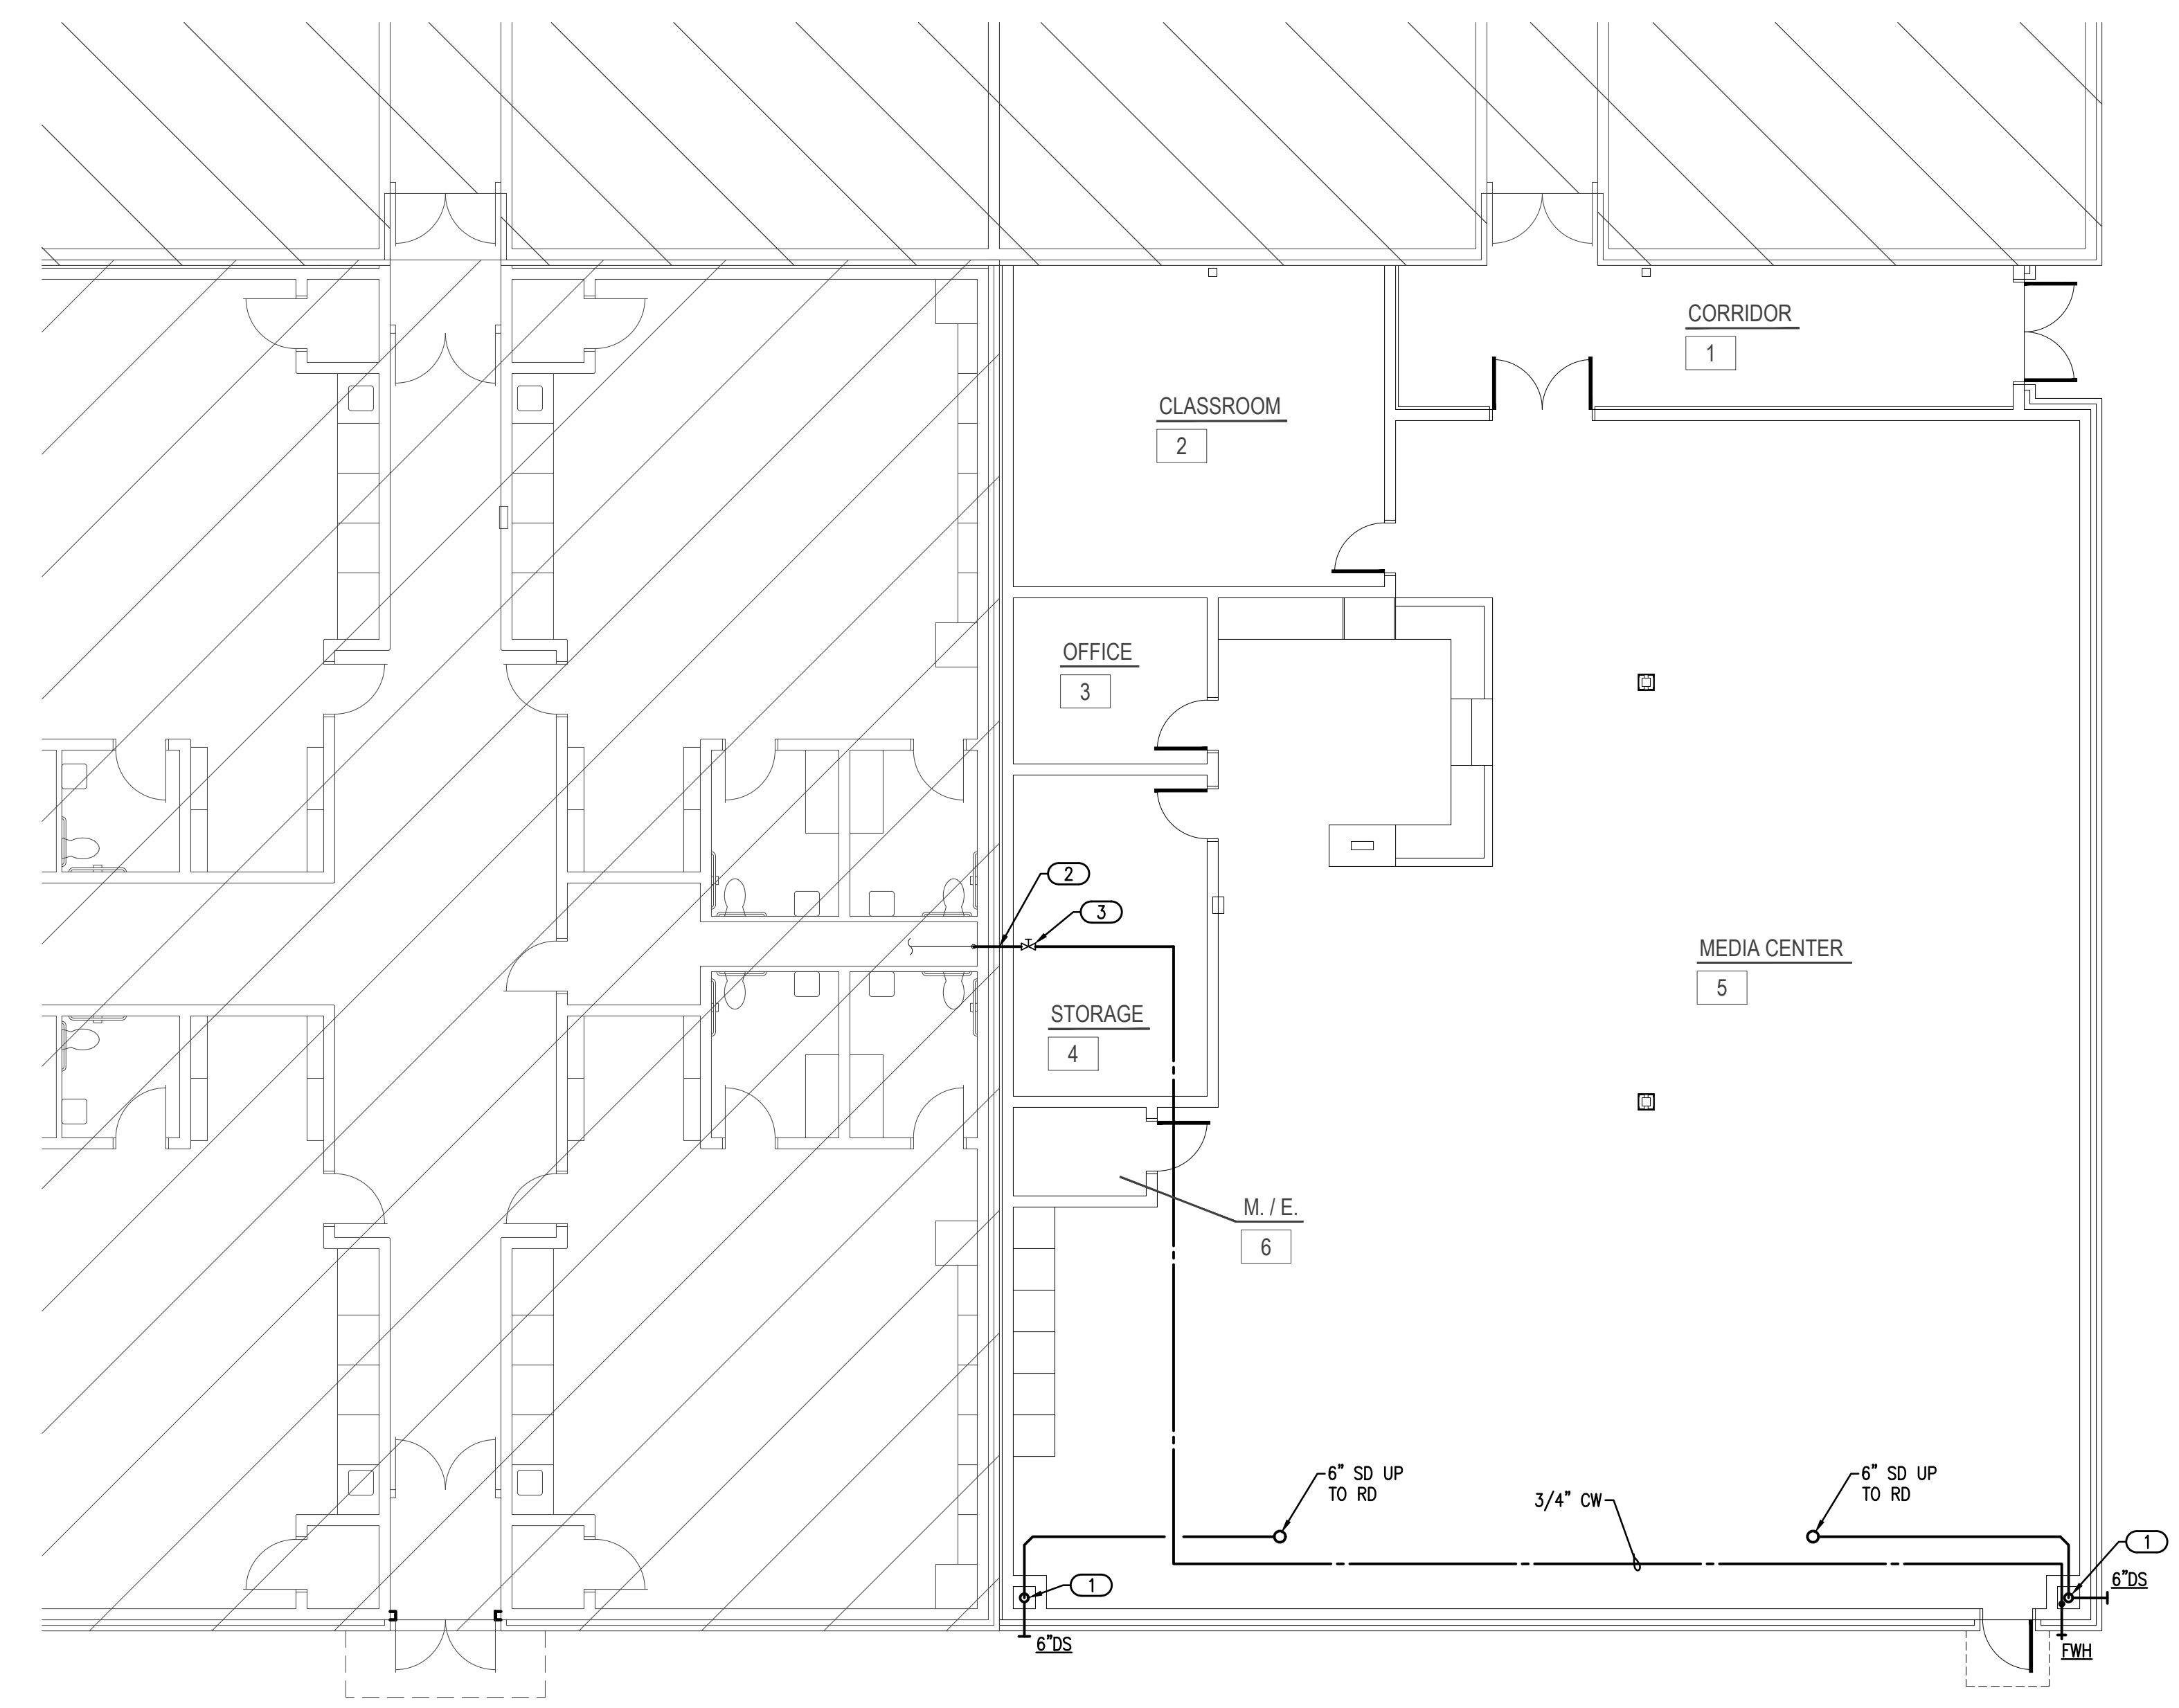 CORRIDOR
1
CLASSROOM
2
OFFICE
3
2
3
MEDIA CENTER
5
STORAGE
4
M. / E.
6
6" SD UP
TO RD
3/4" CW
6" SD UP
TO RD
1
1
6"DS
6"DS
FWH